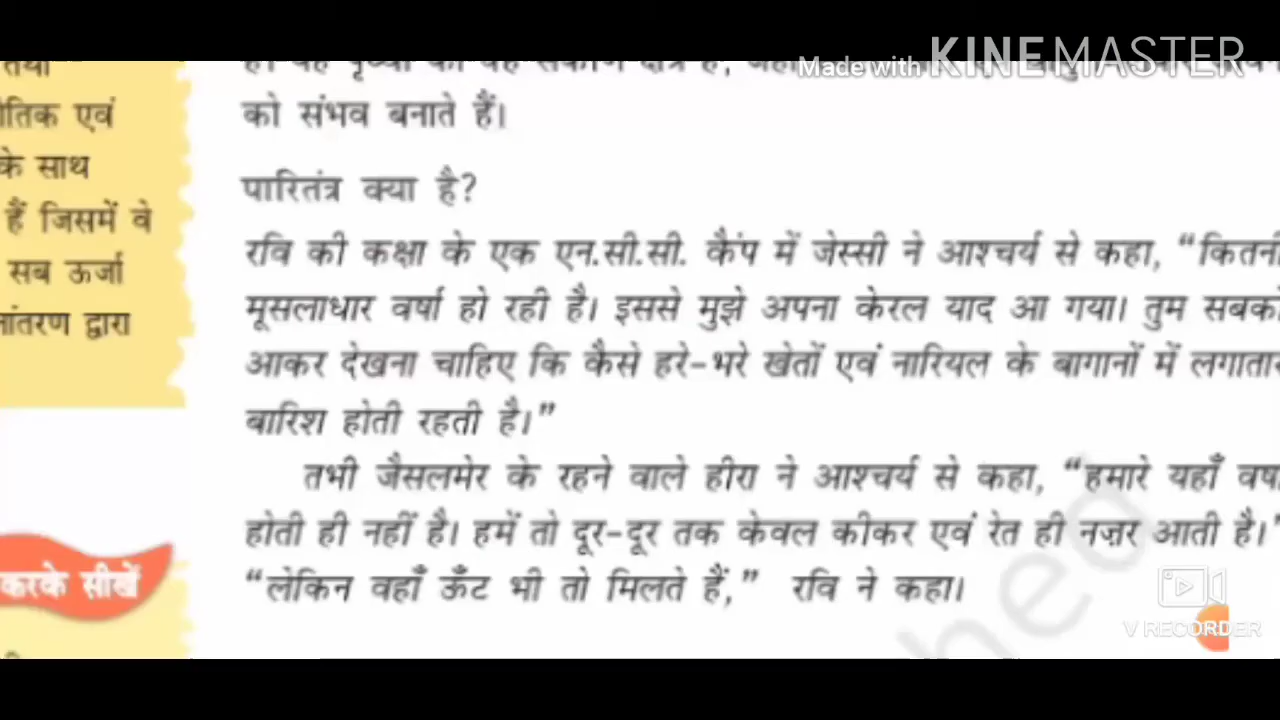 Made with KINEMASTER
तथा
को संभव बनाते हैं।
एवं
के साथ
हैं जिसमें वे
सब ऊर्जा
द्वारा
पारितंत्र क्या है?
रवि की कक्षा के एक एन.सी.सी. कैंप में जेस्सी ने आश्चर्य से कहा, “कितनी
मूसलाधार वर्षा हो रही है। इससे मुझे अपना केरल याद आ गया। तुम सबको
आकर देखना चाहिए कि कैसे हरे-भरे खेतों एवं नारियल के बागानों में लगातार
बारिश होती रहती है।”
तभी जैसलमेर के रहने वाले हीरा ने आश्चर्य से कहा, “हमारे यहाँ वर्षा
होती ही नहीं है। हमें तो दूर-दूर तक केवल कीकर एवं रेत ही नज़र आती है।”
“लेकिन वहाँ ऊँट भी तो मिलते हैं,” रवि ने कहा।
करके सीखें
V RECORDER